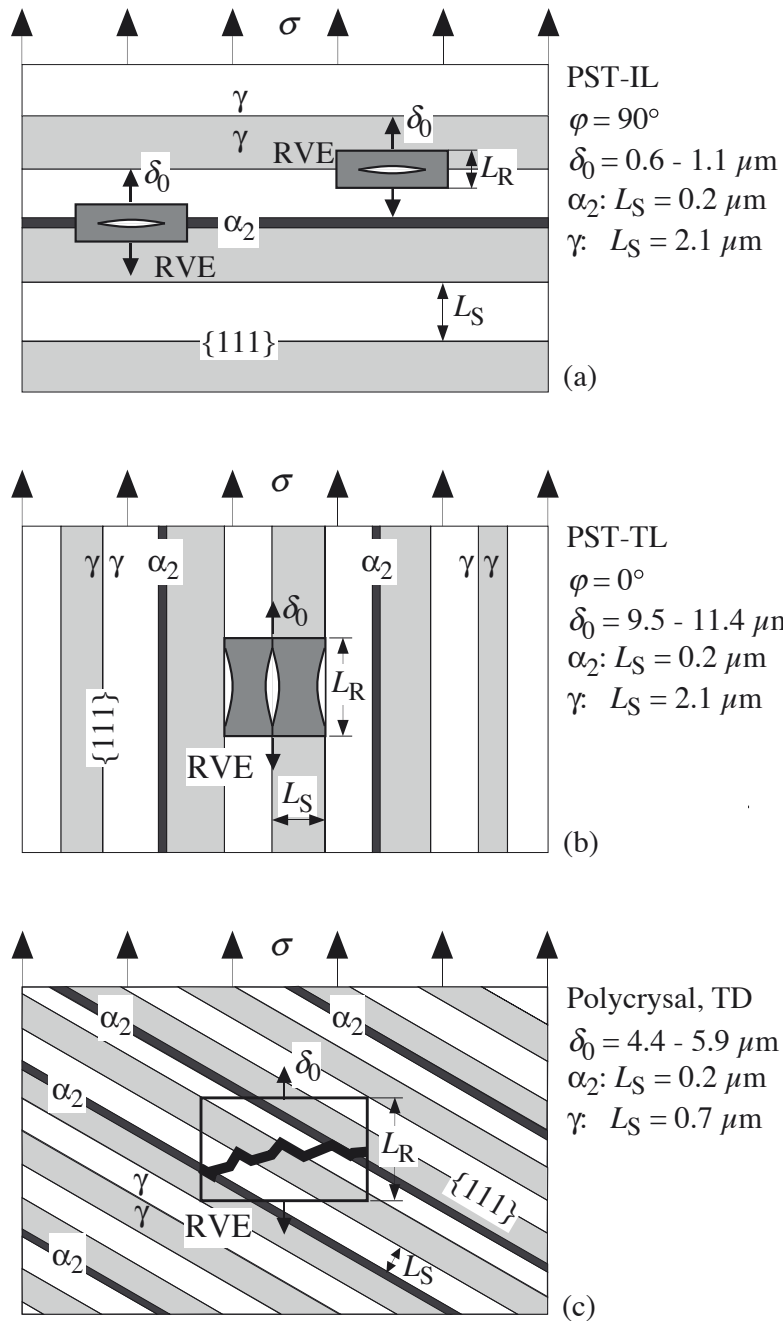 σ
γ
γ
δ0
RVE
LR
δ0
α2
RVE
LS
{111}
PST-IL
φ = 90°
δ0 = 0.6 - 1.1 μm
α2: LS = 0.2 μm
γ: LS = 2.1 μm
(a)
σ
γ γ α2 α2 γ γ
δ0
LR
{111}
RVE
LS
PST-TL
φ = 0°
δ0 = 9.5 - 11.4 μm
α2: LS = 0.2 μm
γ: LS = 2.1 μm
(b)
σ
α2 α2
δ0
α2
LR
γ
γ
{111}
RVE
α2
LS
Polycrysal, TD
δ0 = 4.4 - 5.9 μm
α2: LS = 0.2 μm
γ: LS = 0.7 μm
(c)